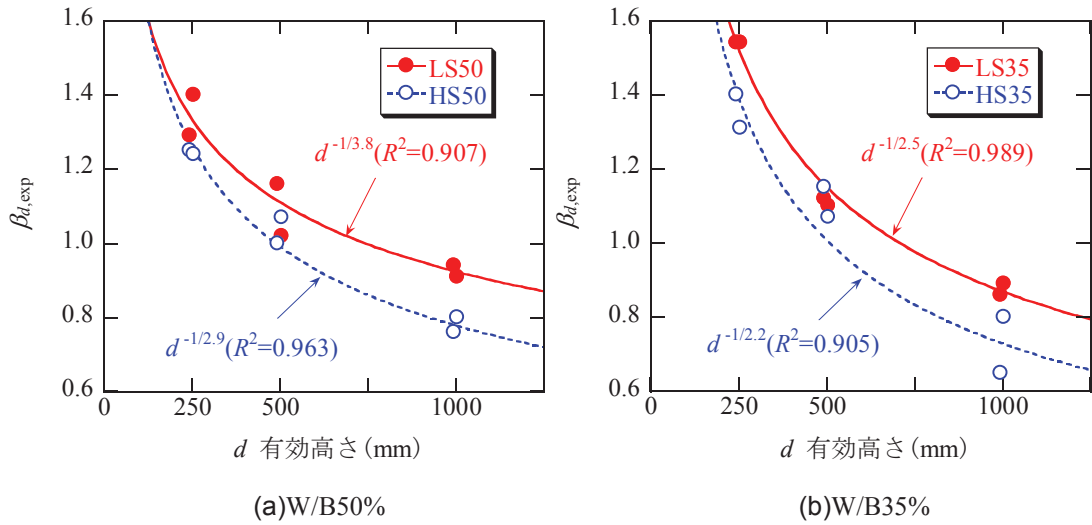 1.6
1.4
1.2
1.0
0.8
0.6
βd,exp
LS50
HS50
d -1/3.8(R2=0.907)
d -1/2.9(R2=0.963)
0 250 500 1000
d 有効高さ(mm)
(a)W/B50%
1.6
1.4
1.2
1.0
0.8
0.6
βd,exp
LS35
HS35
d -1/2.5(R2=0.989)
d -1/2.2(R2=0.905)
0 250 500 1000
d 有効高さ(mm)
(b)W/B35%